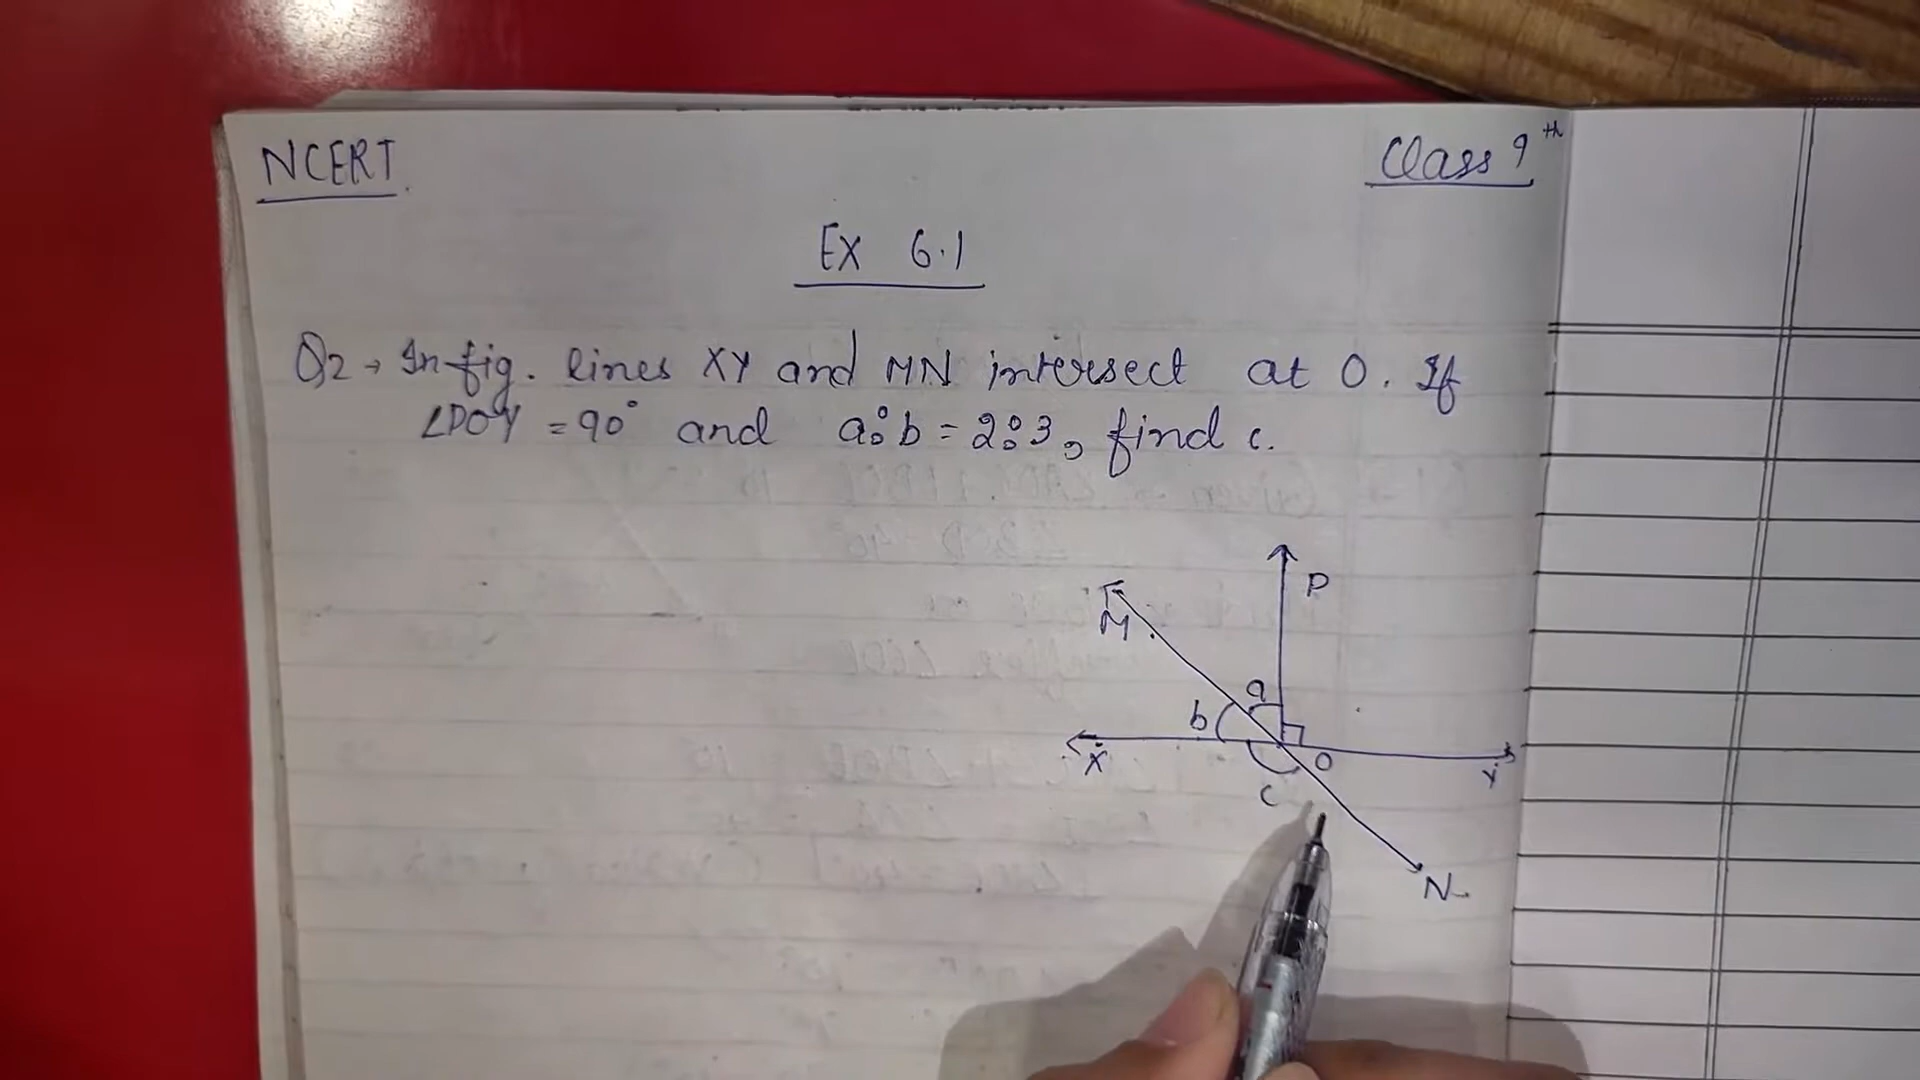 NCERT.
Class 9th
Ex 6.1
Q2→ In fig. lines XY and MN intersect at O. If
∠POY = 90° and a:b = 2:3, find c.
P
M
a
b
X
O
Y
c
N